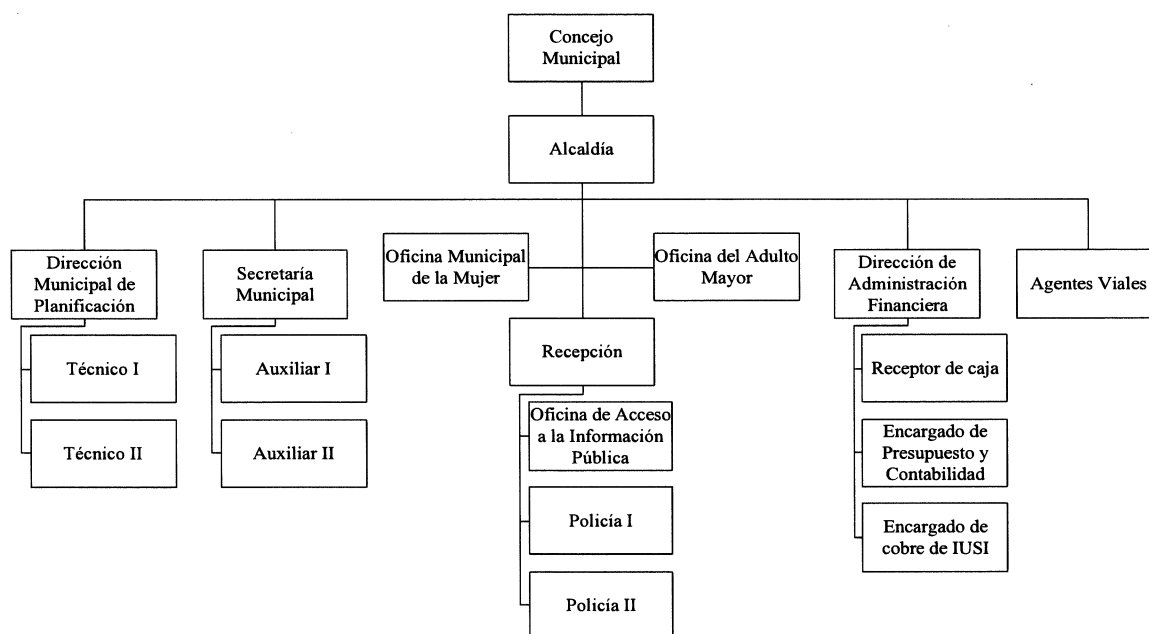 Concejo
Municipal
Alcaldía
Dirección
Municipal de
Planificación
Secretaría
Municipal
Oficina Municipal
de la Mujer
Oficina del Adulto
Mayor
Dirección de
Administración
Financiera
Agentes Viales
Técnico I
Técnico II
Auxiliar I
Auxiliar II
Recepción
Oficina de Acceso
a la Información
Pública
Policía I
Policía II
Receptor de caja
Encargado de
Presupuesto y
Contabilidad
Encargado de
cobre de IUSI